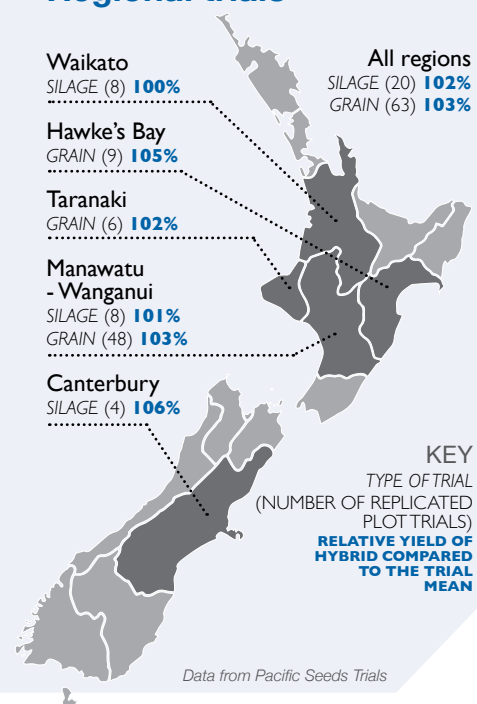 Regional trials
Waikato
SILAGE (8) 100%
Hawke's Bay
GRAIN (9) 105%
Taranaki
GRAIN (6) 102%
Manawatu
- Wanganui
SILAGE (8) 101%
GRAIN (48) 103%
Canterbury
SILAGE (4) 106%
All regions
SILAGE (20) 102%
GRAIN (63) 103%
KEY
TYPE OF TRIAL
(NUMBER OF REPLICATED
PLOT TRIALS)
RELATIVE YIELD OF
HYBRID COMPARED
TO THE TRIAL
MEAN
Data from Pacific Seeds Trials